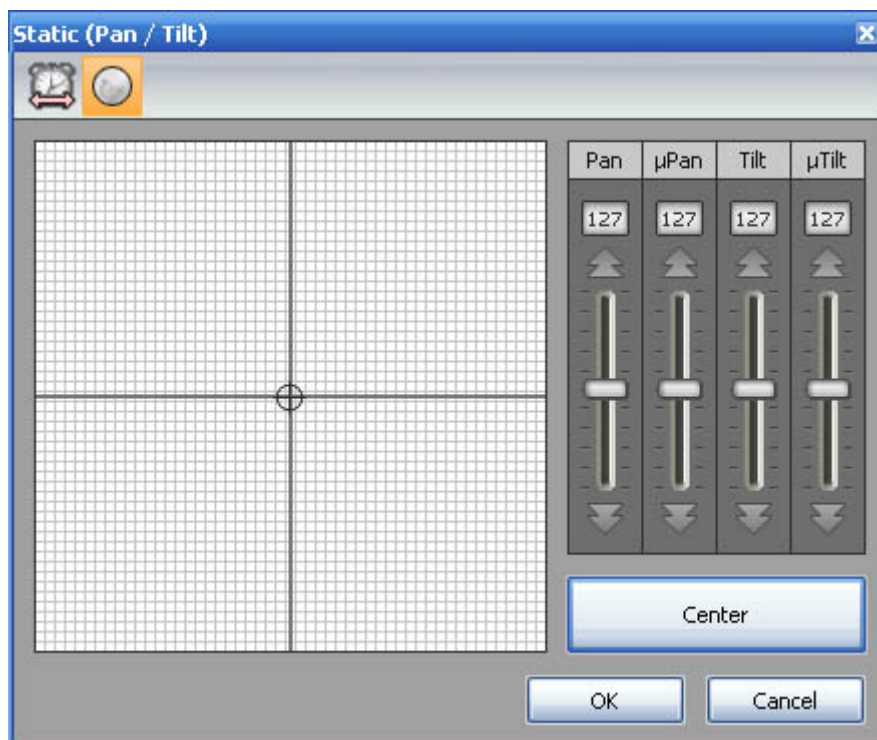 Static (Pan / Tilt)
Pan µPan Tilt µTilt
127 127 127 127
Center
OK Cancel